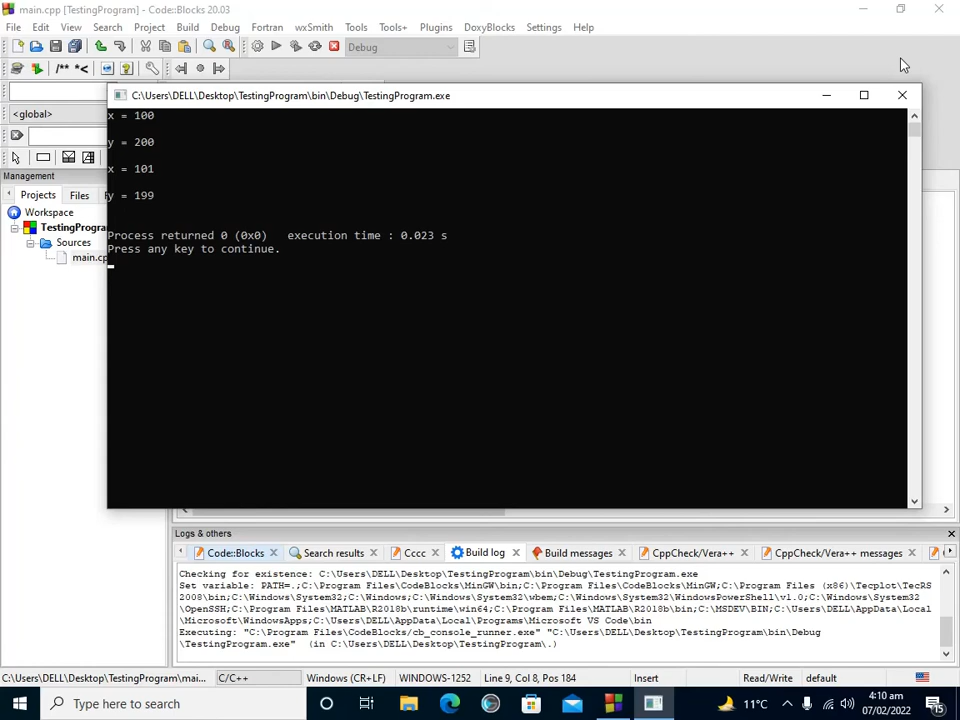 main.cpp [TestingProgram] - Code::Blocks 20.03
File Edit View Search Project Build Debug Fortran wxSmith Tools Tools+ Plugins DoxyBlocks Settings Help
Debug
/** *<
C:\Users\DELL\Desktop\TestingProgram\bin\Debug\TestingProgram.exe
<global>
x = 100
y = 200
x = 101
y = 199
Process returned 0 (0x0)   execution time : 0.023 s
Press any key to continue.
Management
Projects Files
Workspace
TestingProgra
Sources
main.cp
Logs & others
Code::Blocks Search results Cccc Build log Build messages CppCheck/Vera++ CppCheck/Vera++ messages
Checking for existence: C:\Users\DELL\Desktop\TestingProgram\bin\Debug\TestingProgram.exe
Set variable: PATH=.;C:\Program Files\CodeBlocks\MinGW\bin;C:\Program Files\CodeBlocks\MinGW;C:\Program Files (x86)\Tecplot\TecRS
2008\bin;C:\Windows\System32;C:\Windows;C:\Windows\System32\wbem;C:\Windows\System32\WindowsPowerShell\v1.0;C:\Windows\System32
\OpenSSH;C:\Program Files\MATLAB\R2018b\runtime\win64;C:\Program Files\MATLAB\R2018b\bin;C:\MSDEV\BIN;C:\Users\DELL\AppData\Local
\Microsoft\WindowsApps;C:\Users\DELL\AppData\Local\Programs\Microsoft VS Code\bin
Executing: "C:\Program Files\CodeBlocks/cb_console_runner.exe" "C:\Users\DELL\Desktop\TestingProgram\bin\Debug
\TestingProgram.exe"  (in C:\Users\DELL\Desktop\TestingProgram\.)
C:\Users\DELL\Desktop\TestingProgram\mai... C/C++ Windows (CR+LF) WINDOWS-1252 Line 9, Col 8, Pos 184 Insert Read/Write default
Type here to search
11°C
4:10 am
07/02/2022
15